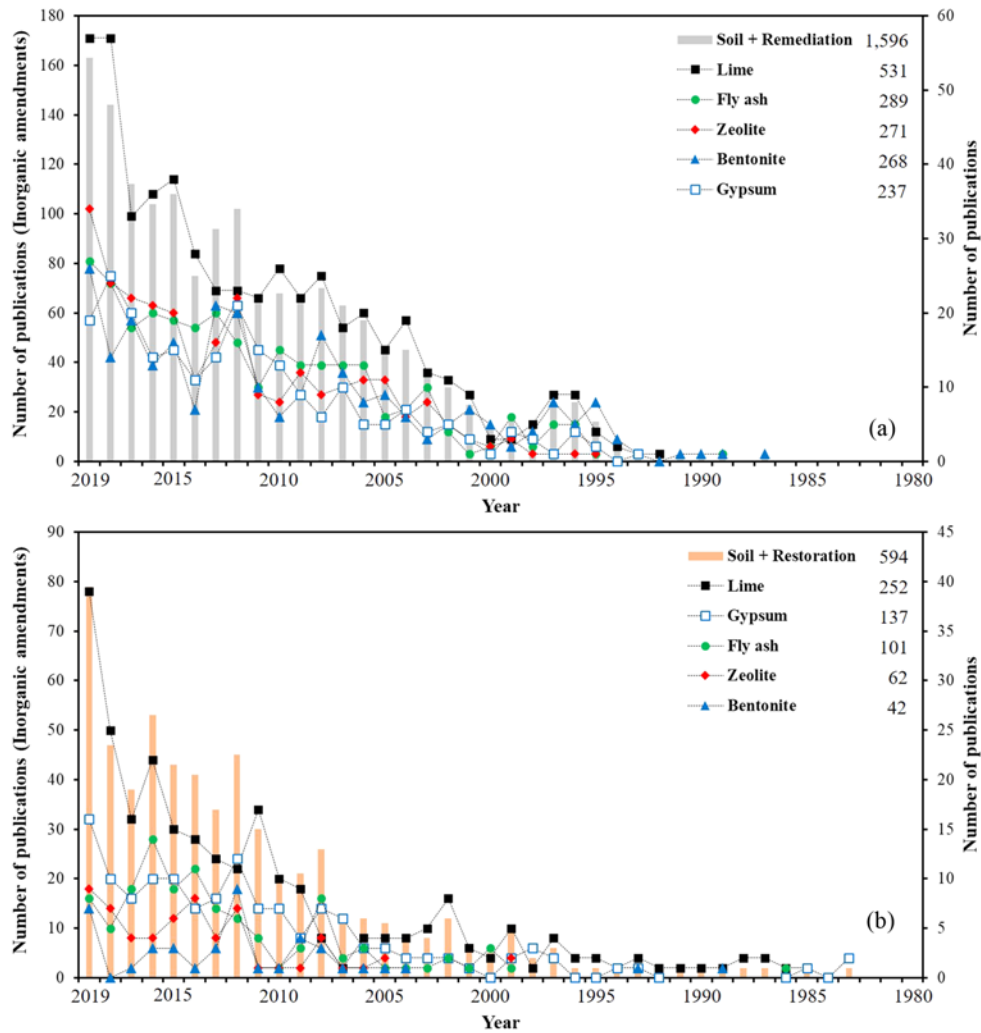 180
160
140
120
100
80
60
40
20
0
Number of publications (Inorganic amendments)
60
50
40
30
20
10
0
Number of publications
Soil + Remediation 1,596
Lime 531
Fly ash 289
Zeolite 271
Bentonite 268
Gypsum 237
(a)
2019 2015 2010 2005 2000 1995 1990 1985 1980
Year
90
80
70
60
50
40
30
20
10
0
Number of publications (Inorganic amendments)
45
40
35
30
25
20
15
10
5
0
Number of publications
Soil + Restoration 594
Lime 252
Gypsum 137
Fly ash 101
Zeolite 62
Bentonite 42
(b)
2019 2015 2010 2005 2000 1995 1990 1985 1980
Year